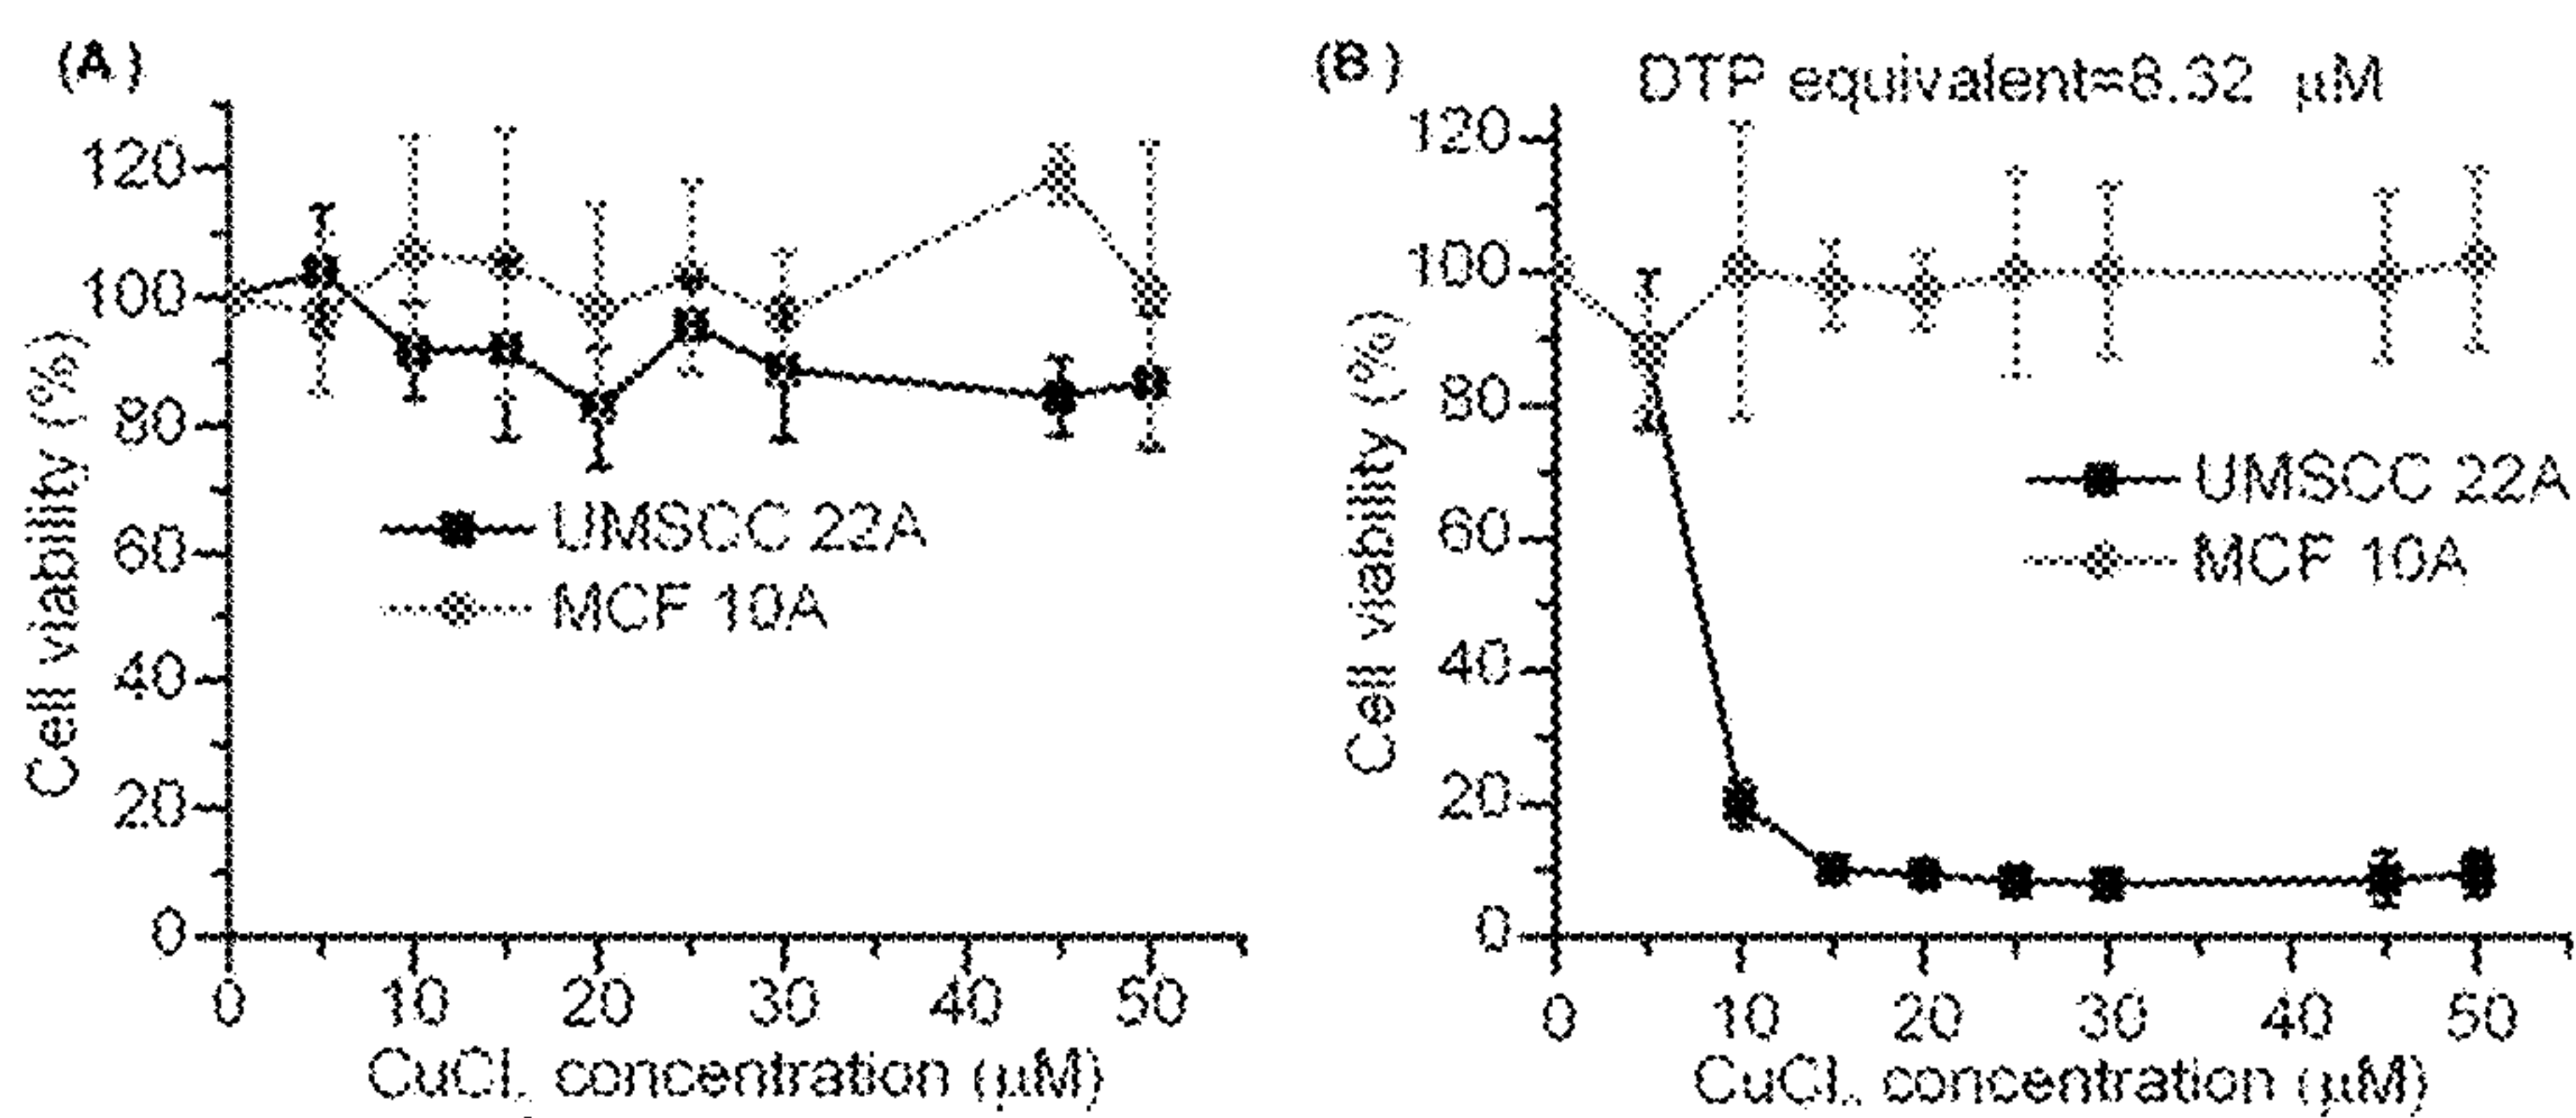 (A)
120
100
80
60
40
20
0
Cell viability (%)
UMSCC 22A
MCF 10A
0 10 20 30 40 50
CuCl₂ concentration (μM)
(B)
DTP equivalent=8.32 μM
120
100
80
60
40
20
0
Cell viability (%)
UMSCC 22A
MCF 10A
0 10 20 30 40 50
CuCl₂ concentration (μM)